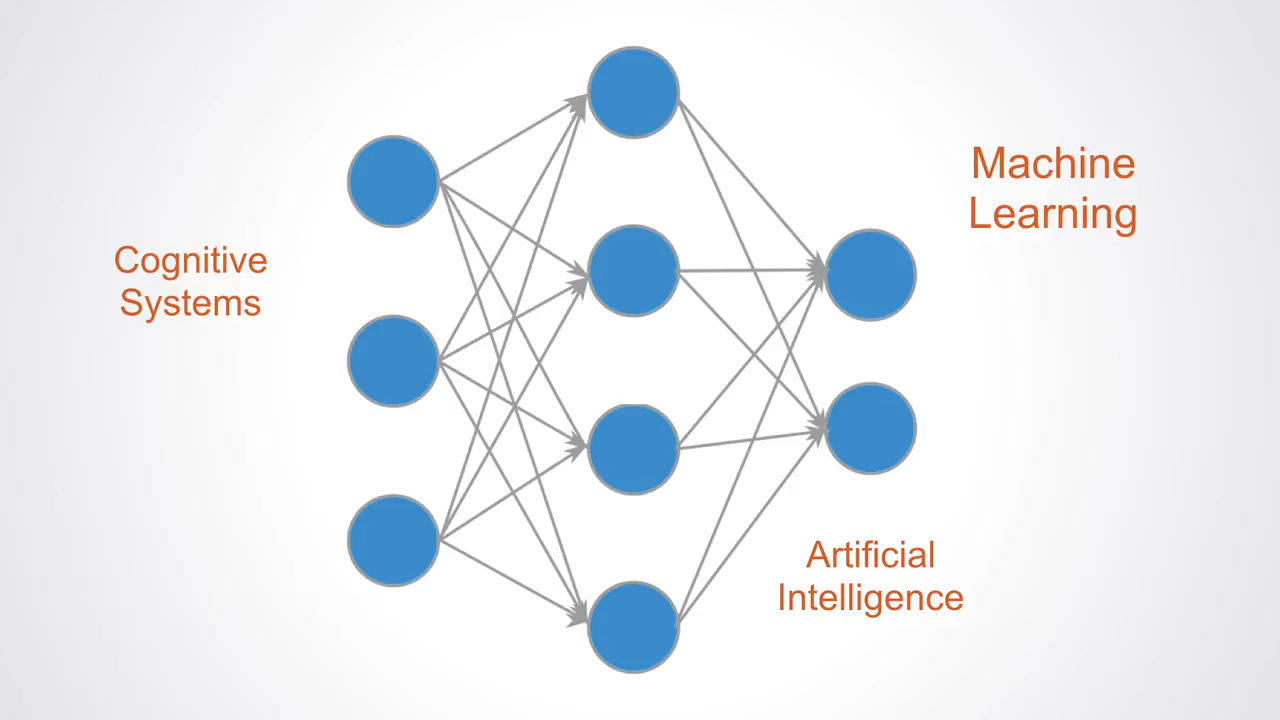 Cognitive
Systems
Machine
Learning
Artificial
Intelligence